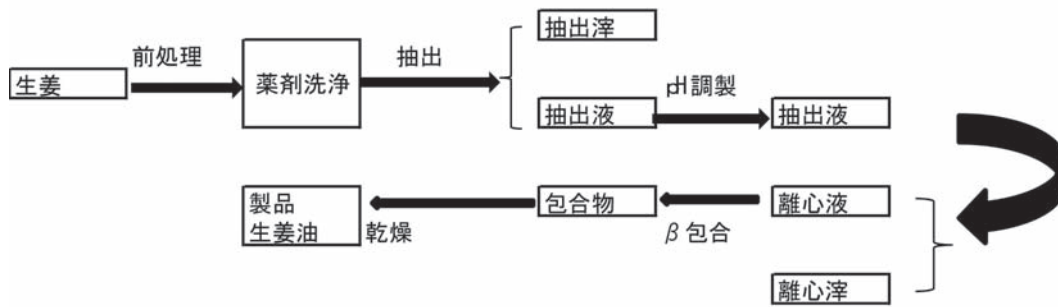 生姜
前処理
薬剤洗浄
抽出
抽出滓
抽出液
pH調製
抽出液
離心液
離心滓
β包合
包合物
乾燥
製品
生姜油